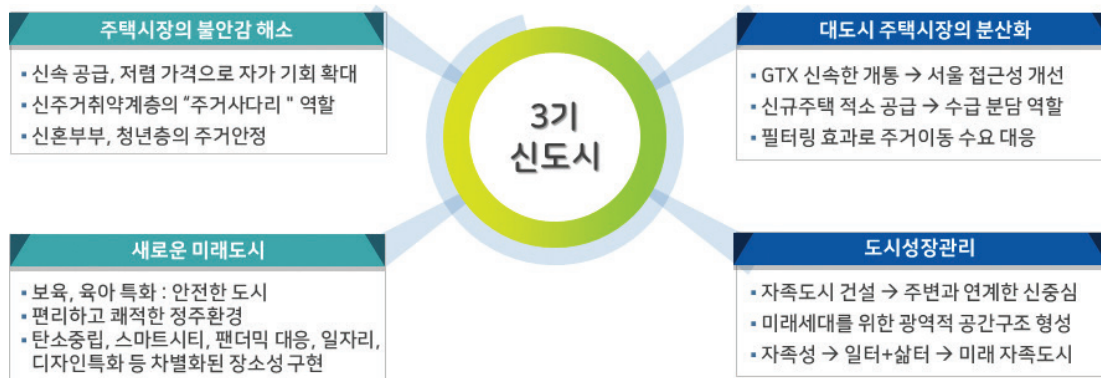 주택시장의 불안감 해소
▪ 신속 공급, 저렴 가격으로 자가 기회 확대
▪ 신주거취약계층의 “주거사다리 " 역할
▪ 신혼부부, 청년층의 주거안정
3기
신도시
대도시 주택시장의 분산화
▪ GTX 신속한 개통 → 서울 접근성 개선
▪ 신규주택 적소 공급 → 수급 분담 역할
▪ 필터링 효과로 주거이동 수요 대응
새로운 미래도시
▪ 보육, 육아 특화 : 안전한 도시
▪ 편리하고 쾌적한 정주환경
▪ 탄소중립, 스마트시티, 팬더믹 대응, 일자리,
디자인특화 등 차별화된 장소성 구현
도시성장관리
▪ 자족도시 건설 → 주변과 연계한 신중심
▪ 미래세대를 위한 광역적 공간구조 형성
▪ 자족성 → 일터+삶터 → 미래 자족도시